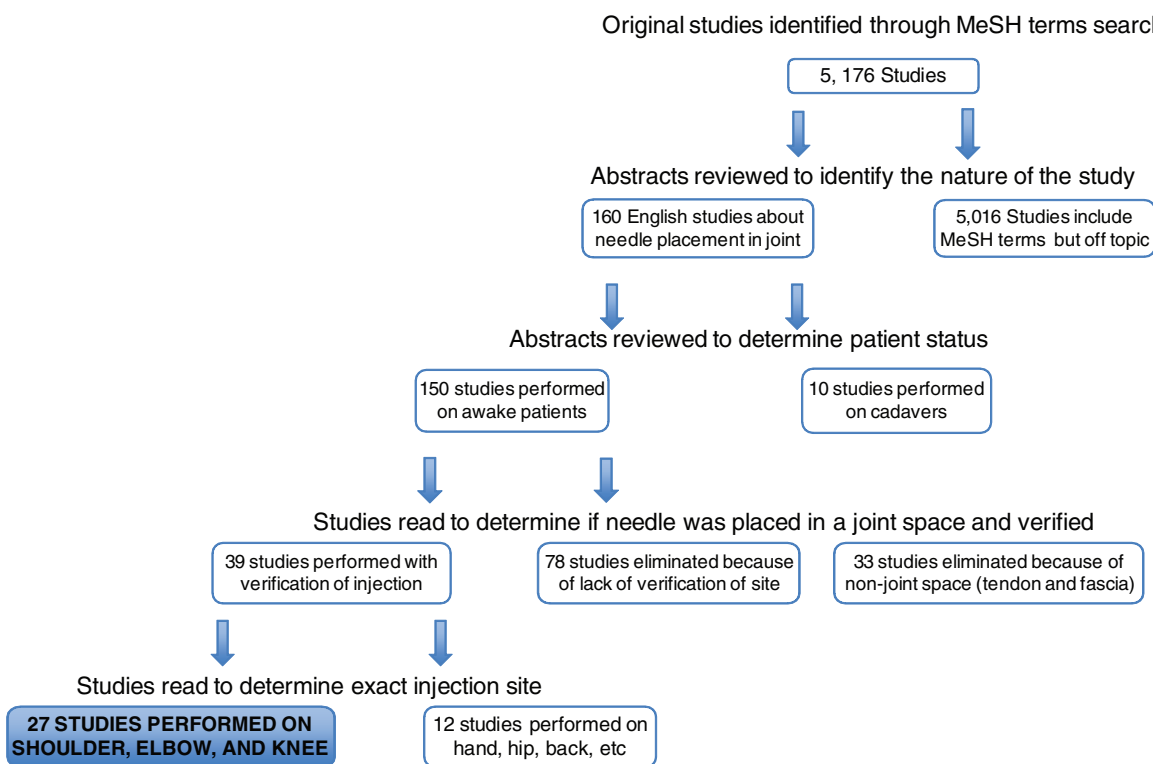 Original studies identified through MeSH terms search
5, 176 Studies
Abstracts reviewed to identify the nature of the study
160 English studies about
needle placement in joint
5,016 Studies include
MeSH terms but off topic
Abstracts reviewed to determine patient status
150 studies performed
on awake patients
10 studies performed
on cadavers
Studies read to determine if needle was placed in a joint space and verified
39 studies performed with
verification of injection
78 studies eliminated because
of lack of verification of site
33 studies eliminated because of
non-joint space (tendon and fascia)
Studies read to determine exact injection site
27 STUDIES PERFORMED ON
SHOULDER, ELBOW, AND KNEE
12 studies performed on
hand, hip, back, etc